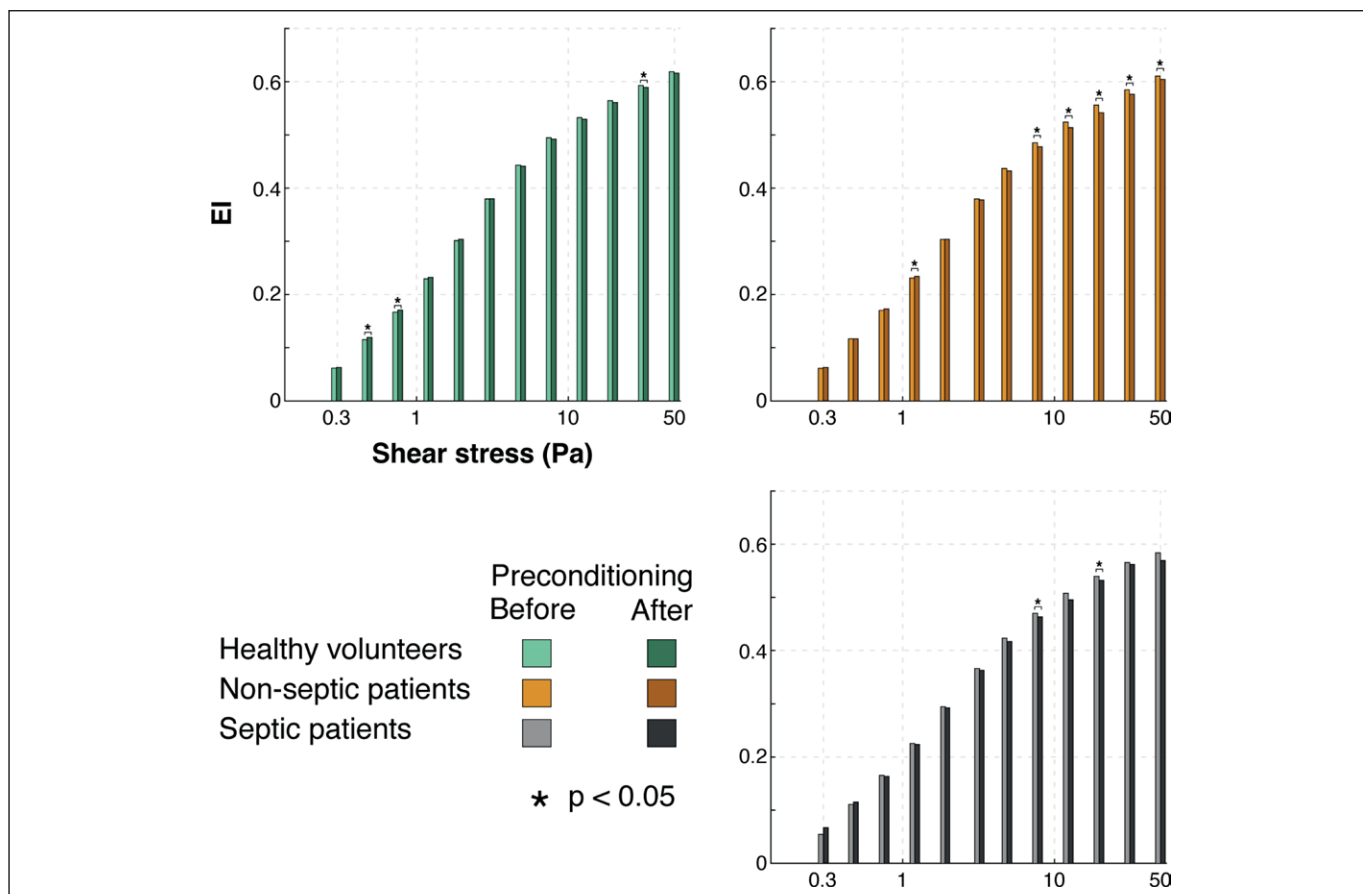 0.6
0.4
0.2
0
EI
*
*
*
0.3 1 10 50
Shear stress (Pa)
0.6
0.4
0.2
0
*
*
*
*
*
*
0.3 1 10 50
0.6
0.4
0.2
0
*
*
0.3 1 10 50
Preconditioning
Before After
Healthy volunteers
Non-septic patients
Septic patients
* p < 0.05